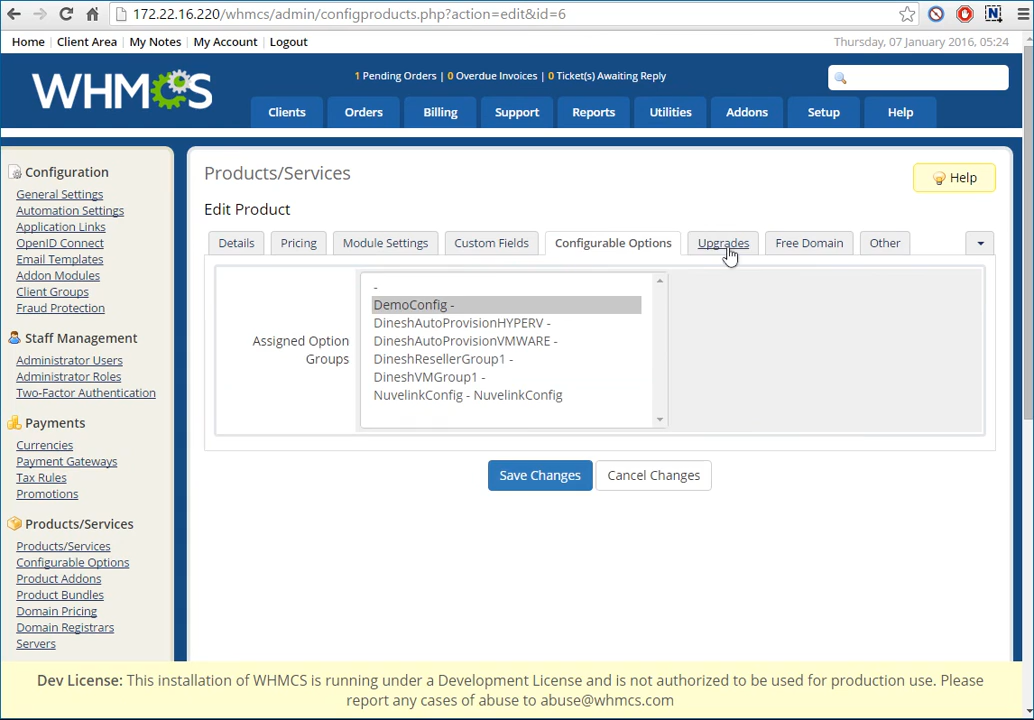 172.22.16.220/whmcs/admin/configproducts.php?action=edit&id=6
Home | Client Area | My Notes | My Account | Logout
Thursday, 07 January 2016, 05:24
WHMCS
1 Pending Orders | 0 Overdue Invoices | 0 Ticket(s) Awaiting Reply
Clients Orders Billing Support Reports Utilities Addons Setup Help
Configuration
General Settings
Automation Settings
Application Links
OpenID Connect
Email Templates
Addon Modules
Client Groups
Fraud Protection
Staff Management
Administrator Users
Administrator Roles
Two-Factor Authentication
Payments
Currencies
Payment Gateways
Tax Rules
Promotions
Products/Services
Products/Services
Configurable Options
Product Addons
Product Bundles
Domain Pricing
Domain Registrars
Servers
Products/Services
Help
Edit Product
Details Pricing Module Settings Custom Fields Configurable Options Upgrades Free Domain Other
Assigned Option
Groups
-
DemoConfig -
DineshAutoProvisionHYPERV -
DineshAutoProvisionVMWARE -
DineshResellerGroup1 -
DineshVMGroup1 -
NuvelinkConfig - NuvelinkConfig
Save Changes Cancel Changes
Dev License: This installation of WHMCS is running under a Development License and is not authorized to be used for production use. Please
report any cases of abuse to abuse@whmcs.com